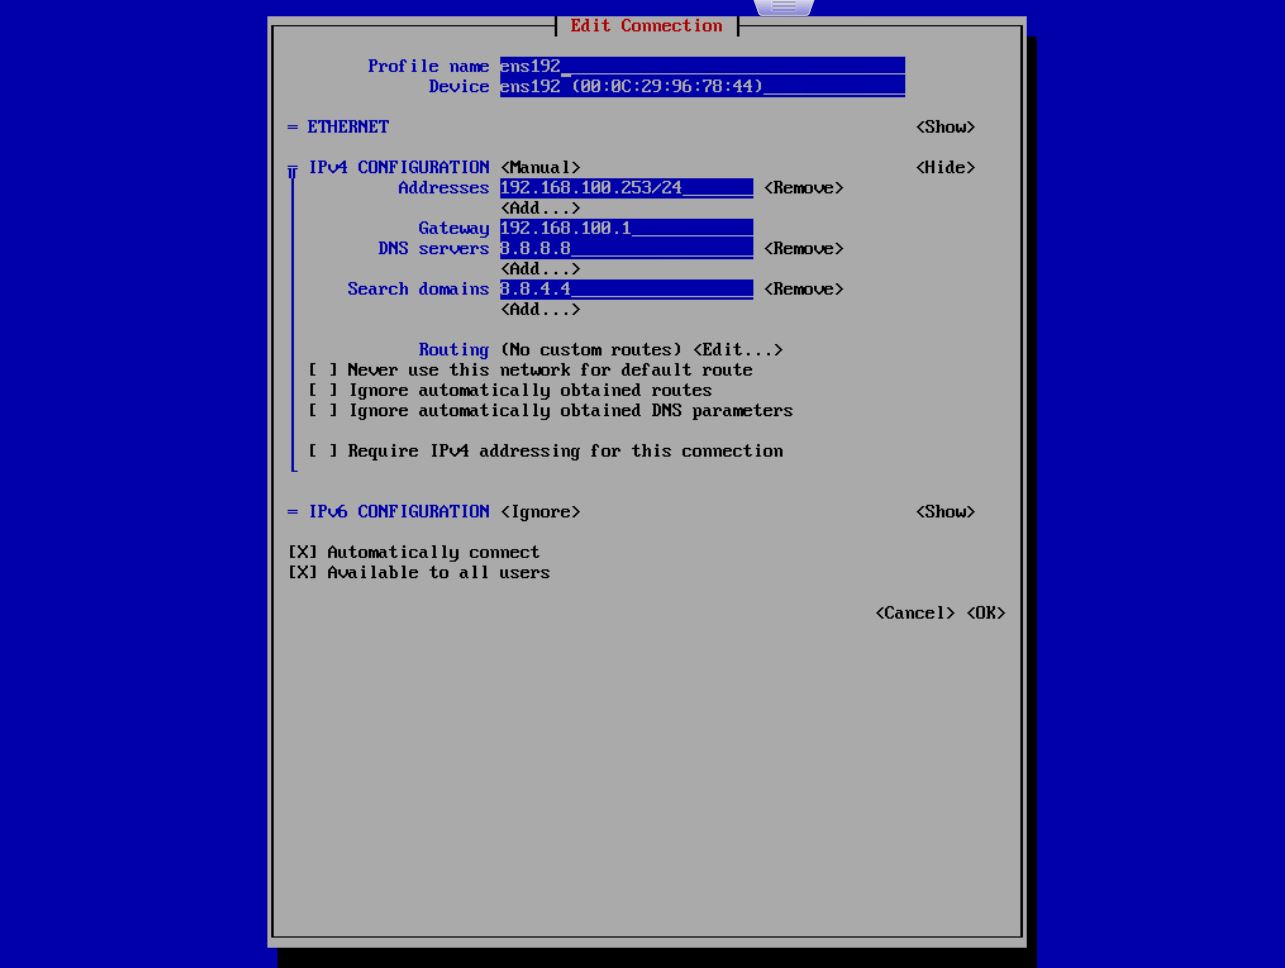 Edit Connection
Profile name ens192
Device ens192 (00:0C:29:96:78:44)
= ETHERNET <Show>
IPv4 CONFIGURATION <Manual> <Hide>
Addresses 192.168.100.253/24 <Remove>
<Add...>
Gateway 192.168.100.1
DNS servers 8.8.8.8 <Remove>
<Add...>
Search domains 8.8.4.4 <Remove>
<Add...>
Routing (No custom routes) <Edit...>
[ ] Never use this network for default route
[ ] Ignore automatically obtained routes
[ ] Ignore automatically obtained DNS parameters
[ ] Require IPv4 addressing for this connection
= IPv6 CONFIGURATION <Ignore> <Show>
[X] Automatically connect
[X] Available to all users
<Cancel> <OK>